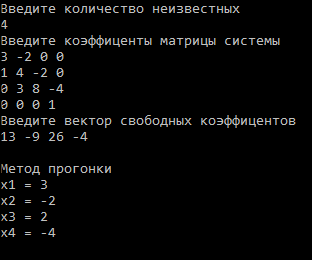 Введите количество неизвестных
4
Введите коэффиценты матрицы системы
3 -2 0 0
1 4 -2 0
0 3 8 -4
0 0 0 1
Введите вектор свободных коэффицентов
13 -9 26 -4
Метод прогонки
x1 = 3
x2 = -2
x3 = 2
x4 = -4